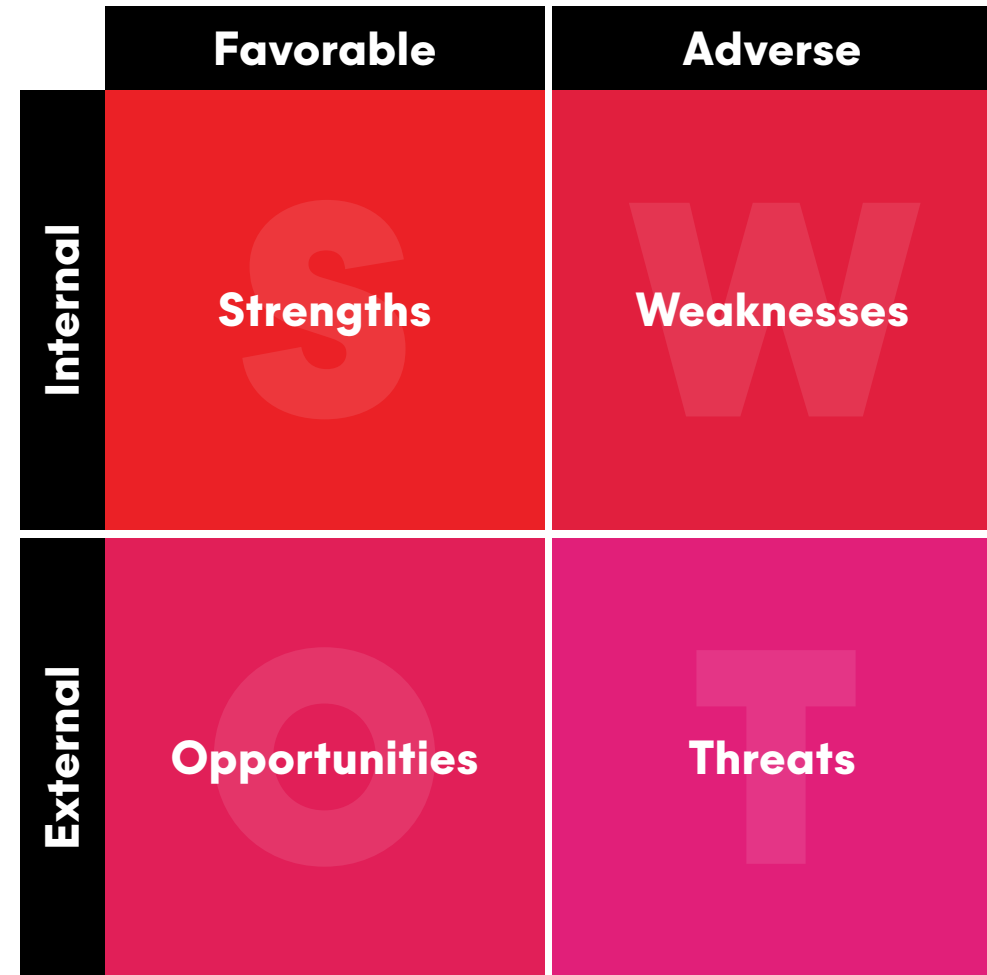 Favorable
Adverse
Internal
S
Strengths
W
Weaknesses
External
O
Opportunities
T
Threats